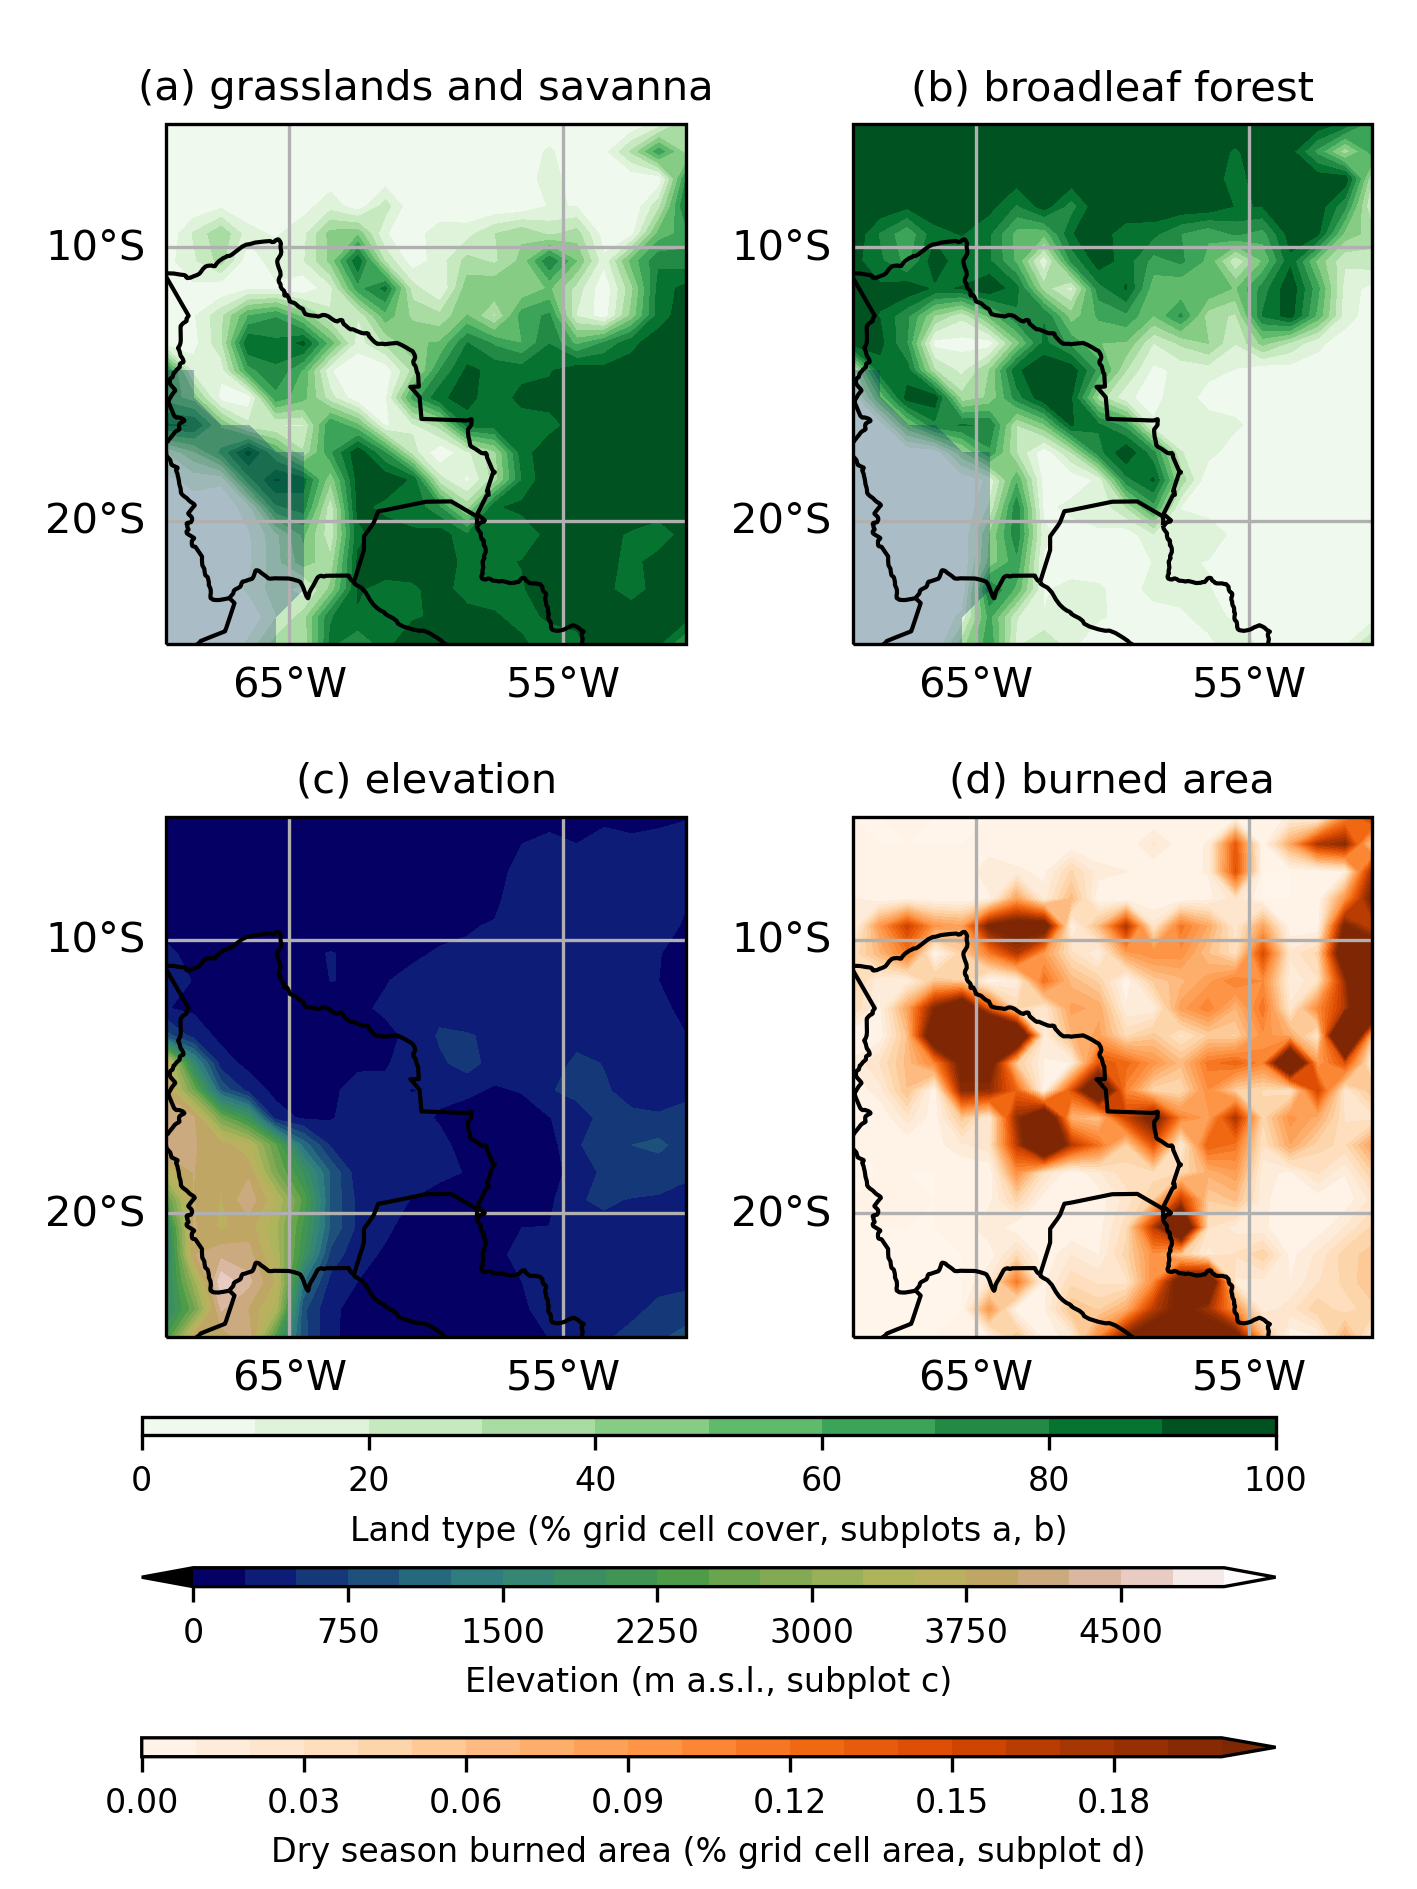 (a) grasslands and savanna
(b) broadleaf forest
10°S
10°S
20°S
20°S
65°W
55°W
65°W
55°W
(c) elevation
(d) burned area
10°S
10°S
20°S
20°S
65°W
55°W
65°W
55°W
0 20 40 60 80 100
Land type (% grid cell cover, subplots a, b)
0 750 1500 2250 3000 3750 4500
Elevation (m a.s.l., subplot c)
0.00 0.03 0.06 0.09 0.12 0.15 0.18
Dry season burned area (% grid cell area, subplot d)